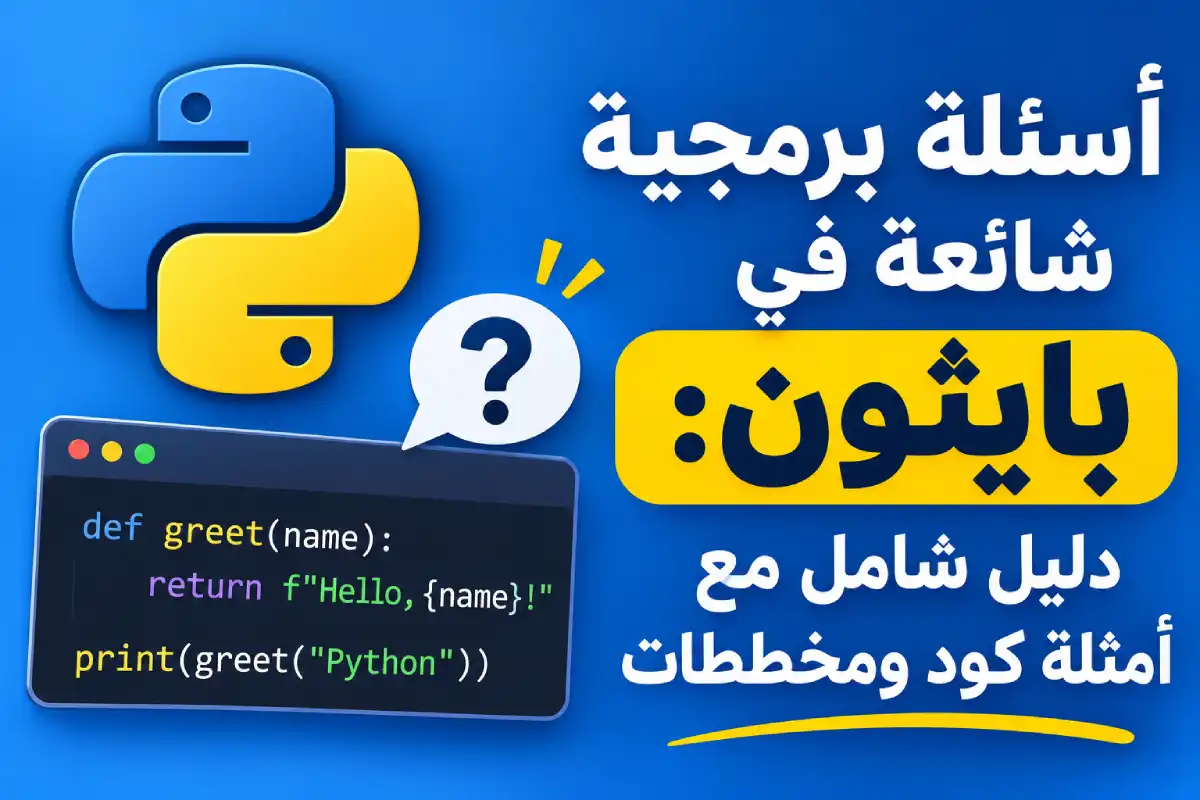 أسئلة برمجية
شائعة في
بايثون:
دليل شامل مع
أمثلة كود ومخططات
?
def greet(name):
return f"Hello, {name}!"
print(greet("Python"))